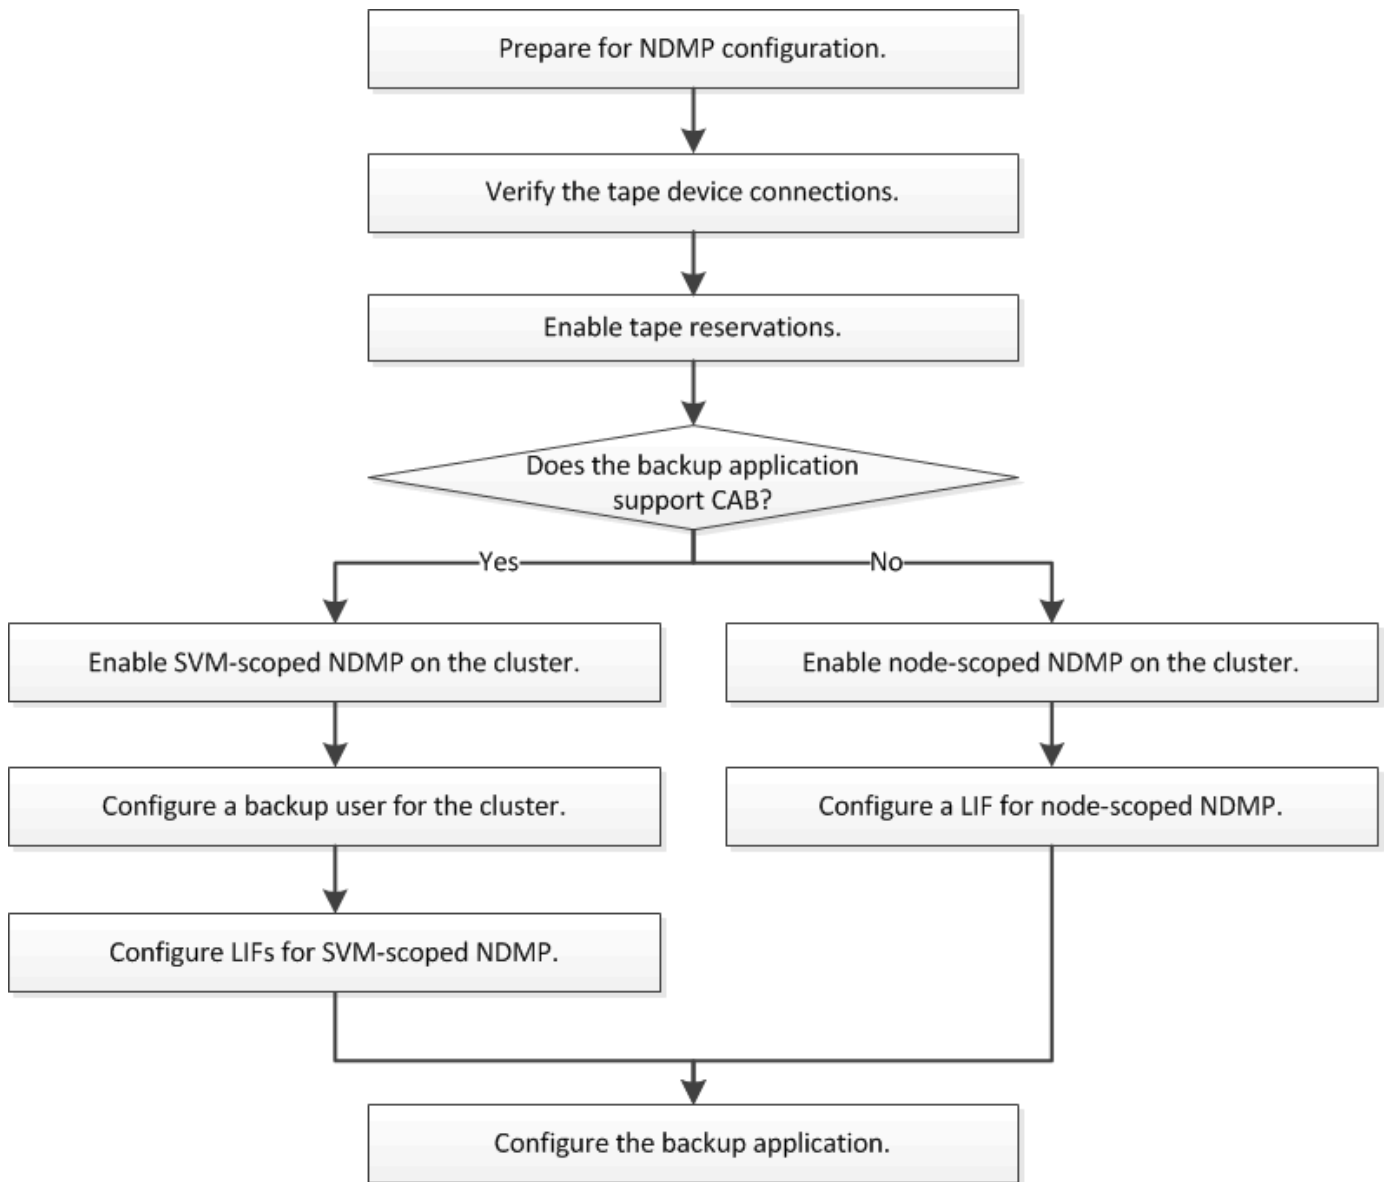 Prepare for NDMP configuration.
Verify the tape device connections.
Enable tape reservations.
Does the backup application
support CAB?
Yes
No
Enable SVM-scoped NDMP on the cluster.
Enable node-scoped NDMP on the cluster.
Configure a backup user for the cluster.
Configure a LIF for node-scoped NDMP.
Configure LIFs for SVM-scoped NDMP.
Configure the backup application.